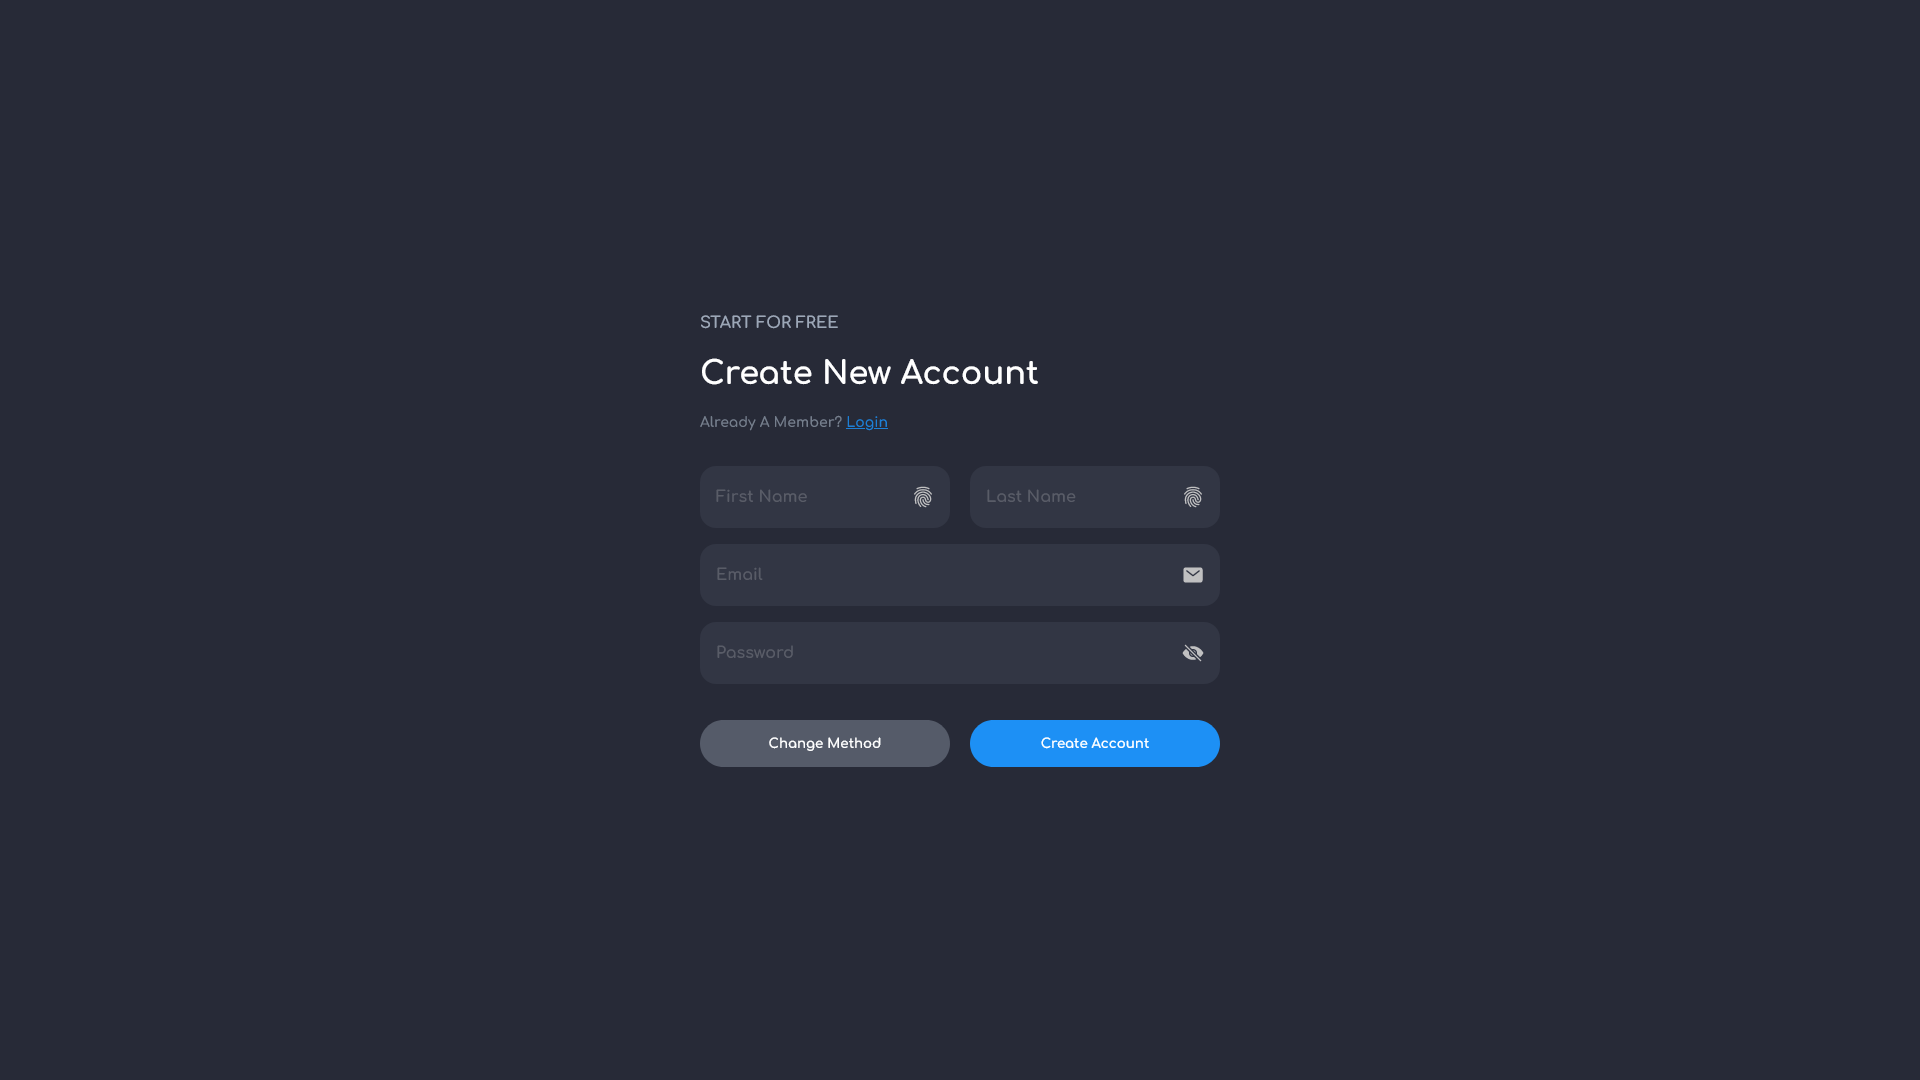 START FOR FREE
Create New Account
Already A Member? Login
First Name
Last Name
Email
Password
Change Method
Create Account